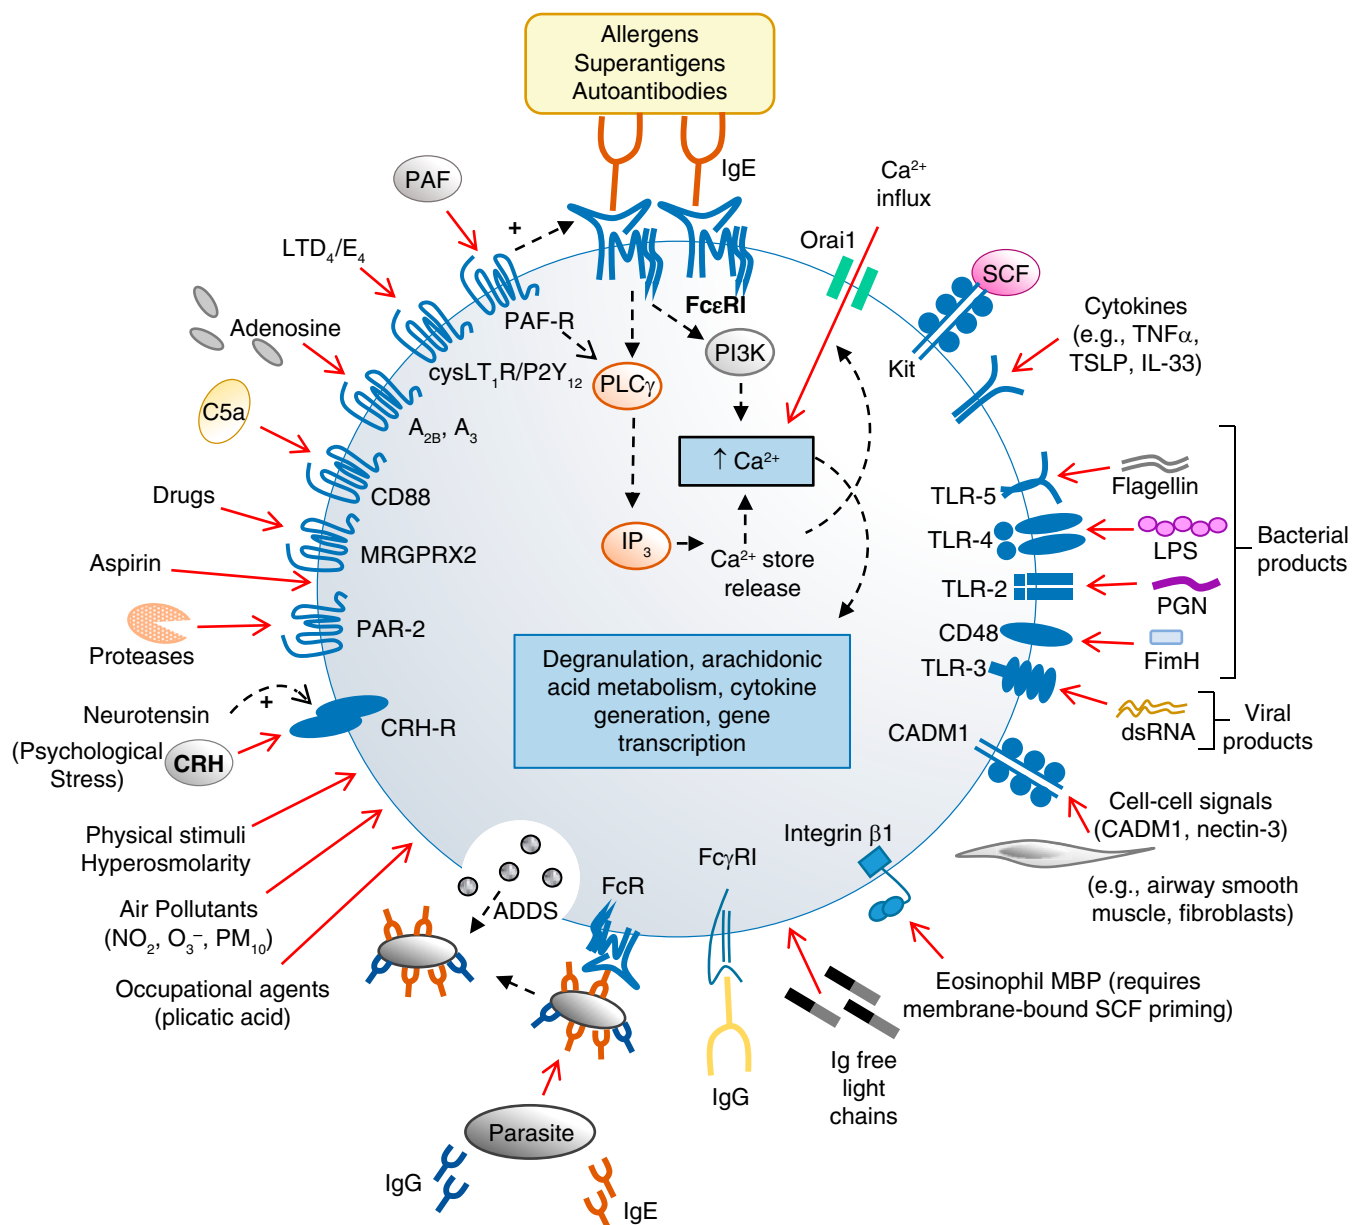 Allergens
Superantigens
Autoantibodies
IgE
PAF
Ca²⁺
influx
LTD₄/E₄
+
Orai1
SCF
FcεRI
Cytokines
(e.g., TNFα,
TSLP, IL-33)
Adenosine
PAF-R
PI3K
Kit
cysLT₁R/P2Y₁₂
PLCγ
C5a
A₂B, A₃
↑ Ca²⁺
CD88
Drugs
TLR-5
Flagellin
MRGPRX2
IP₃
Ca²⁺ store
release
TLR-4
LPS
Bacterial
products
Aspirin
TLR-2
PGN
PAR-2
Proteases
CD48
FimH
TLR-3
Degranulation, arachidonic
acid metabolism, cytokine
generation, gene
transcription
Neurotensin
+
CRH-R
(Psychological
Stress)
CRH
CADM1
dsRNA
Viral
products
Physical stimuli
Hyperosmolarity
Integrin β1
Cell-cell signals
(CADM1, nectin-3)
FcγRI
FcR
(e.g., airway smooth
muscle, fibroblasts)
ADDS
Air Pollutants
(NO₂, O₃⁻, PM₁₀)
Occupational agents
(plicatic acid)
Eosinophil MBP (requires
membrane-bound SCF priming)
Ig free
light
chains
IgG
Parasite
IgG
IgE